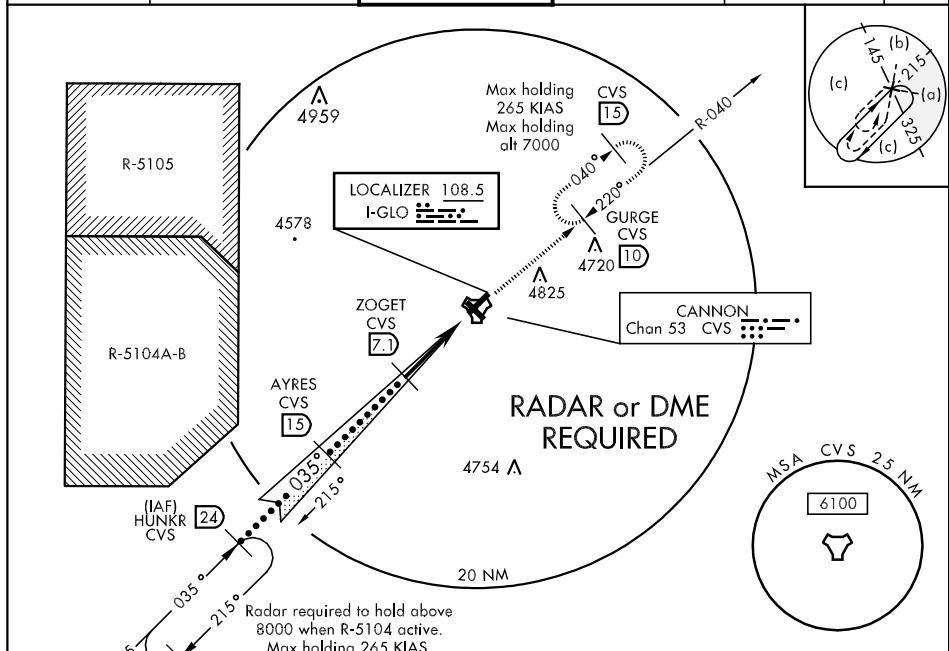 4959
R-5105
Max holding
265 KIAS
Max holding
alt 7000
CVS
15
R-040
040°
220°
GURGE
CVS
10
4720
4825
LOCALIZER 108.5
I-GLO
4578
CANNON
Chan 53 CVS
ZOGET
CVS
7.1
R-5104A-B
AYRES
CVS
15
RADAR or DME
REQUIRED
035°
215°
4754
(IAF)
HUNKR
CVS
24
20 NM
035°
215°
Radar required to hold above
8000 when R-5104 active.
Max holding 265 KIAS
145
(b)
215
(c)
(a)
325
(c)
MSA CVS 25 NM
6100